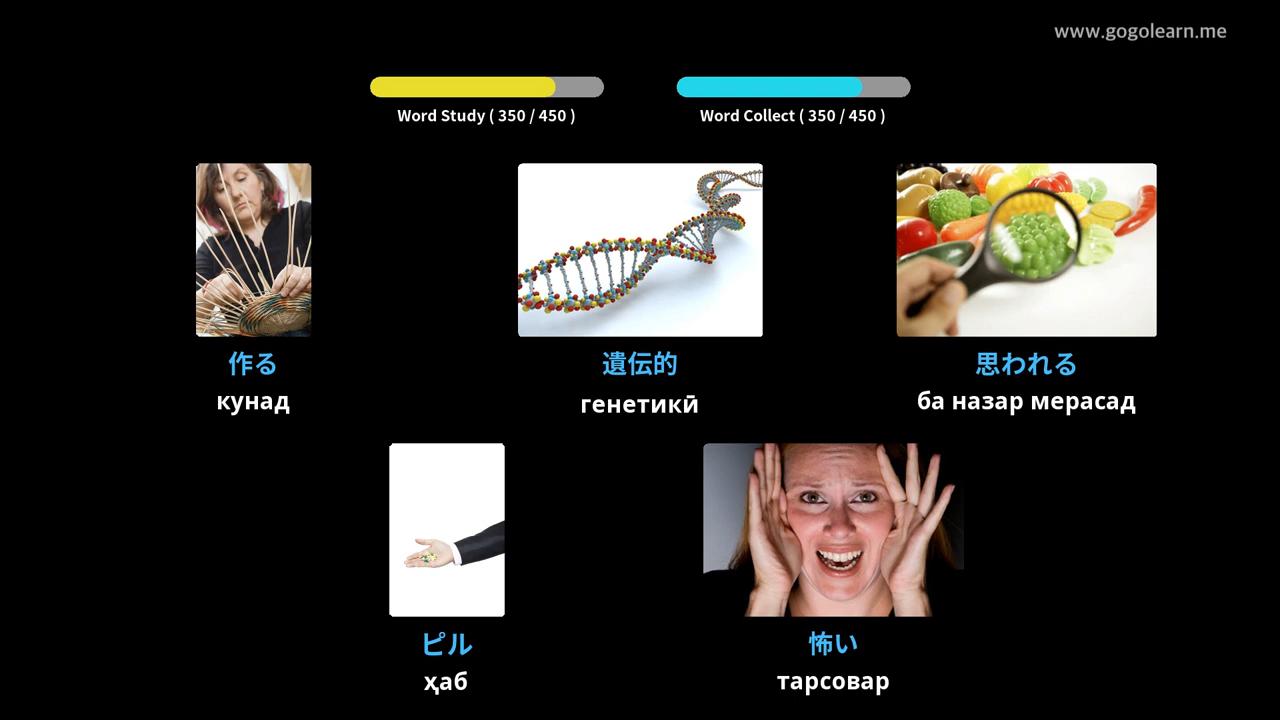 www.gogolearn.me
Word Study ( 350 / 450 )
Word Collect ( 350 / 450 )
作る
кунад
遺伝的
генетикӣ
思われる
ба назар мерасад
ピル
ҳаб
怖い
тарсовар